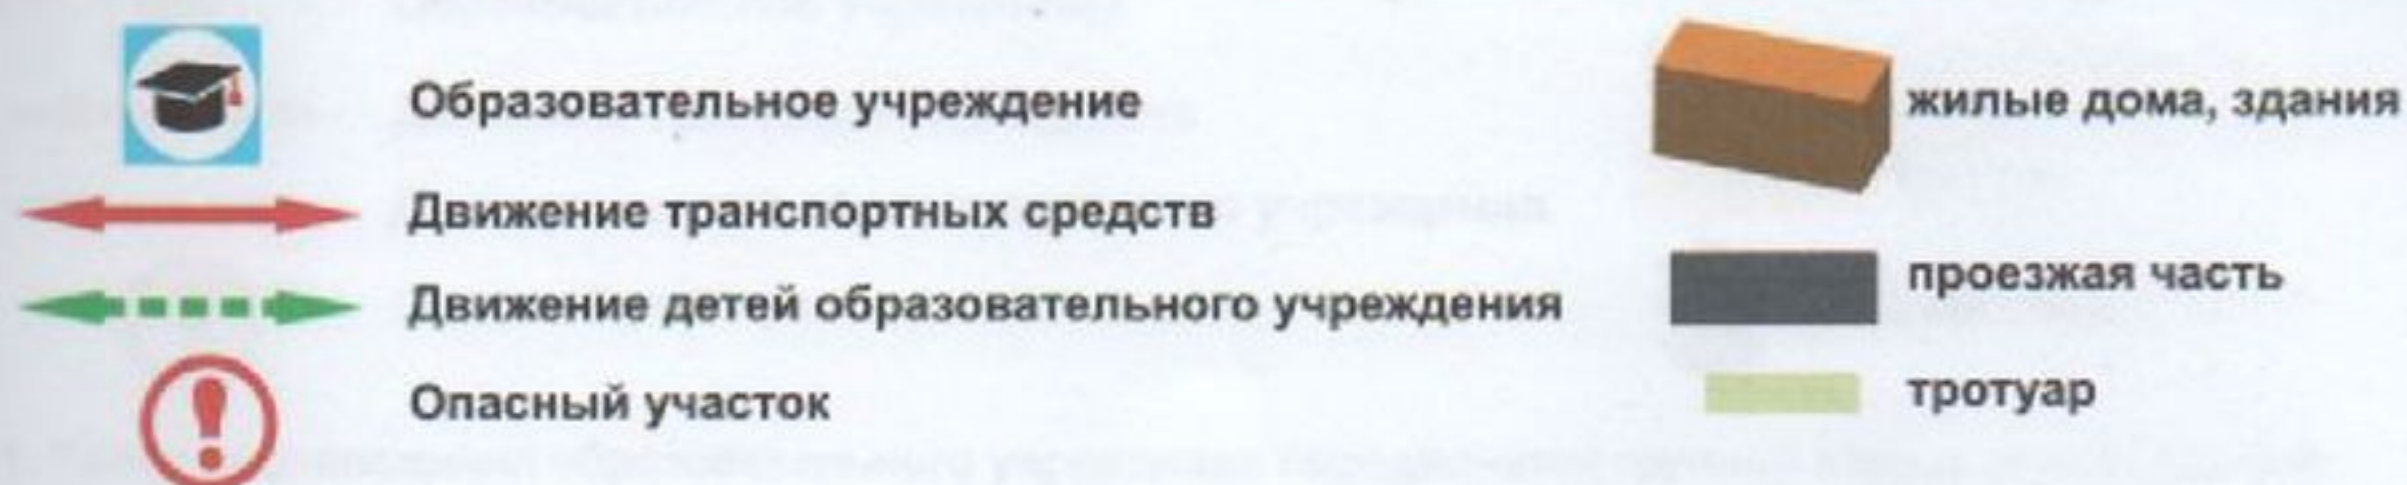 Образовательное учреждение
Движение транспортных средств
Движение детей образовательного учреждения
Опасный участок
жилые дома, здания
проезжая часть
тротуар